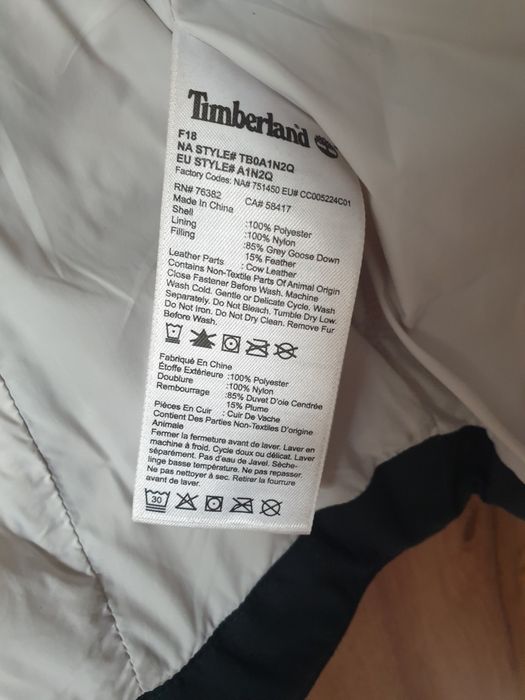 Timberland
F18
NA STYLE# TB0A1N2Q
EU STYLE# A1N2Q
Factory Codes: NA# 751450 EU# CC005224C01
RN# 76382 CA# 58417
Made In China
Shell :100% Polyester
Lining :100% Nylon
Filling :85% Grey Goose Down
15% Feather
Leather Parts : Cow Leather
Contains Non-Textile Parts Of Animal Origin
Close Fastener Before Wash. Machine
Wash Cold. Gentle or Delicate Cycle. Wash
Separately. Do Not Bleach. Tumble Dry Low.
Do Not Iron. Do Not Dry Clean. Remove Fur
Before Wash.
Fabriqué En Chine
Étoffe Extérieure :100% Polyester
Doublure :100% Nylon
Rembourrage :85% Duvet D'oie Cendrée
15% Plume
Pièces En Cuir : Cuir De Vache
Contient Des Parties Non-Textiles D'origine
Animale
Fermer la fermeture avant de laver. Laver en
machine à froid. Cycle doux ou délicat. Laver
séparément. Pas d'eau de Javel. Sèche-
linge basse température. Ne pas repasser.
Ne pas nettoyer à sec. Retirer la fourrure
avant de laver.
30